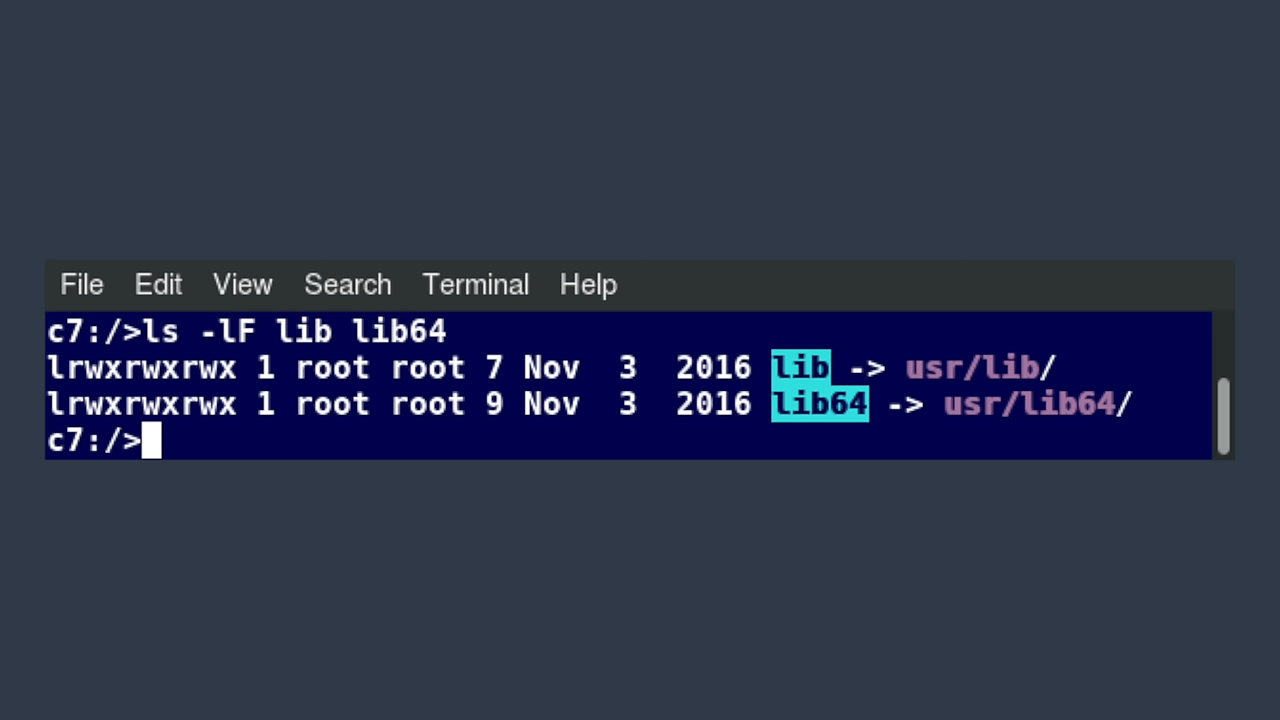 File Edit View Search Terminal Help
c7:/>ls -lF lib lib64
lrwxrwxrwx 1 root root 7 Nov  3  2016 lib -> usr/lib/
lrwxrwxrwx 1 root root 9 Nov  3  2016 lib64 -> usr/lib64/
c7:/>